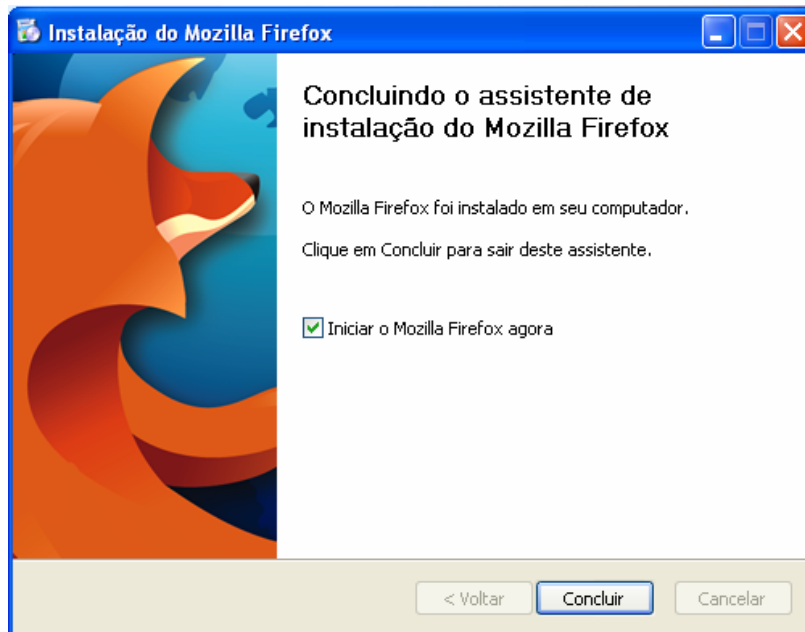 Instalação do Mozilla Firefox
Concluindo o assistente de
instalação do Mozilla Firefox
O Mozilla Firefox foi instalado em seu computador.
Clique em Concluir para sair deste assistente.
Iniciar o Mozilla Firefox agora
< Voltar
Concluir
Cancelar